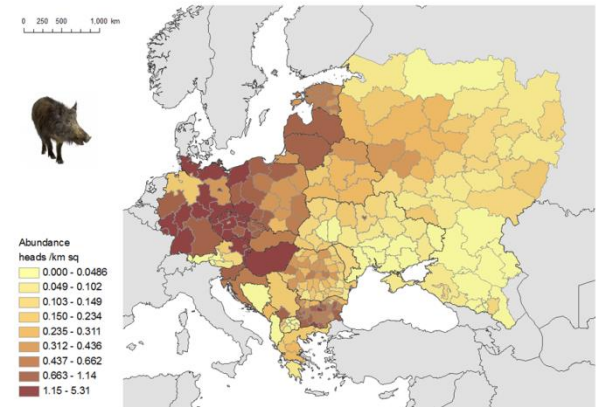 0 250 500 1,000 km
Abundance
heads /km sq
0.000 - 0.0486
0.049 - 0.102
0.103 - 0.149
0.150 - 0.234
0.235 - 0.311
0.312 - 0.436
0.437 - 0.662
0.663 - 1.14
1.15 - 5.31